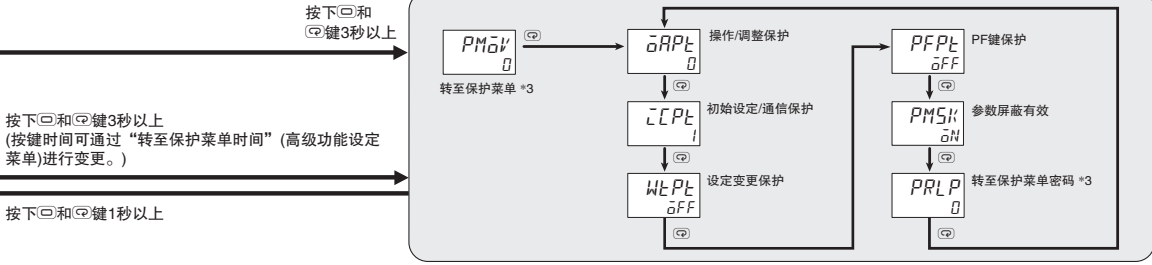 按下和
键3秒以上
PMōV
0
转至保护菜单 *3
ōAPt
0
操作/调整保护
ICPt
1
初始设定/通信保护
WtPt
ōFF
设定变更保护
PFPt
ōFF
PF键保护
PMSK
ōN
参数屏蔽有效
PRLP
0
转至保护菜单密码 *3
按下和键3秒以上
(按键时间可通过“转至保护菜单时间”(高级功能设定
菜单)进行变更。)
按下和键1秒以上